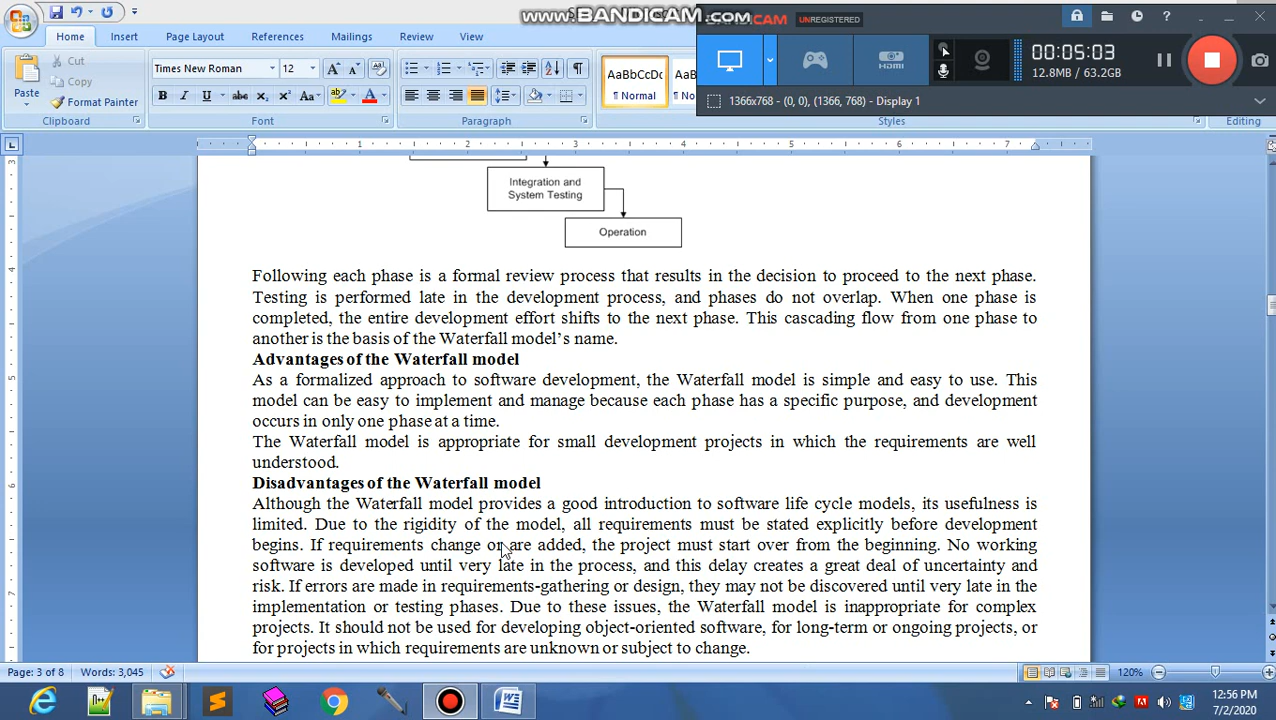 www.BANDICAM.com
BANDICAM UNREGISTERED
Home Insert Page Layout References Mailings Review View
Paste
Cut
Copy
Format Painter
Clipboard
Times New Roman 12
Font
Paragraph
AaBbCcDc
¶ Normal
Styles
Editing
HDMI
00:05:03
12.8MB / 63.2GB
1366x768 - (0, 0), (1366, 768) - Display 1
Integration and
System Testing
Operation
Following each phase is a formal review process that results in the decision to proceed to the next phase.
Testing is performed late in the development process, and phases do not overlap. When one phase is
completed, the entire development effort shifts to the next phase. This cascading flow from one phase to
another is the basis of the Waterfall model’s name.
Advantages of the Waterfall model
As a formalized approach to software development, the Waterfall model is simple and easy to use. This
model can be easy to implement and manage because each phase has a specific purpose, and development
occurs in only one phase at a time.
The Waterfall model is appropriate for small development projects in which the requirements are well
understood.
Disadvantages of the Waterfall model
Although the Waterfall model provides a good introduction to software life cycle models, its usefulness is
limited. Due to the rigidity of the model, all requirements must be stated explicitly before development
begins. If requirements change or are added, the project must start over from the beginning. No working
software is developed until very late in the process, and this delay creates a great deal of uncertainty and
risk. If errors are made in requirements-gathering or design, they may not be discovered until very late in the
implementation or testing phases. Due to these issues, the Waterfall model is inappropriate for complex
projects. It should not be used for developing object-oriented software, for long-term or ongoing projects, or
for projects in which requirements are unknown or subject to change.
Page: 3 of 8 Words: 3,045 120%
12:56 PM
7/2/2020